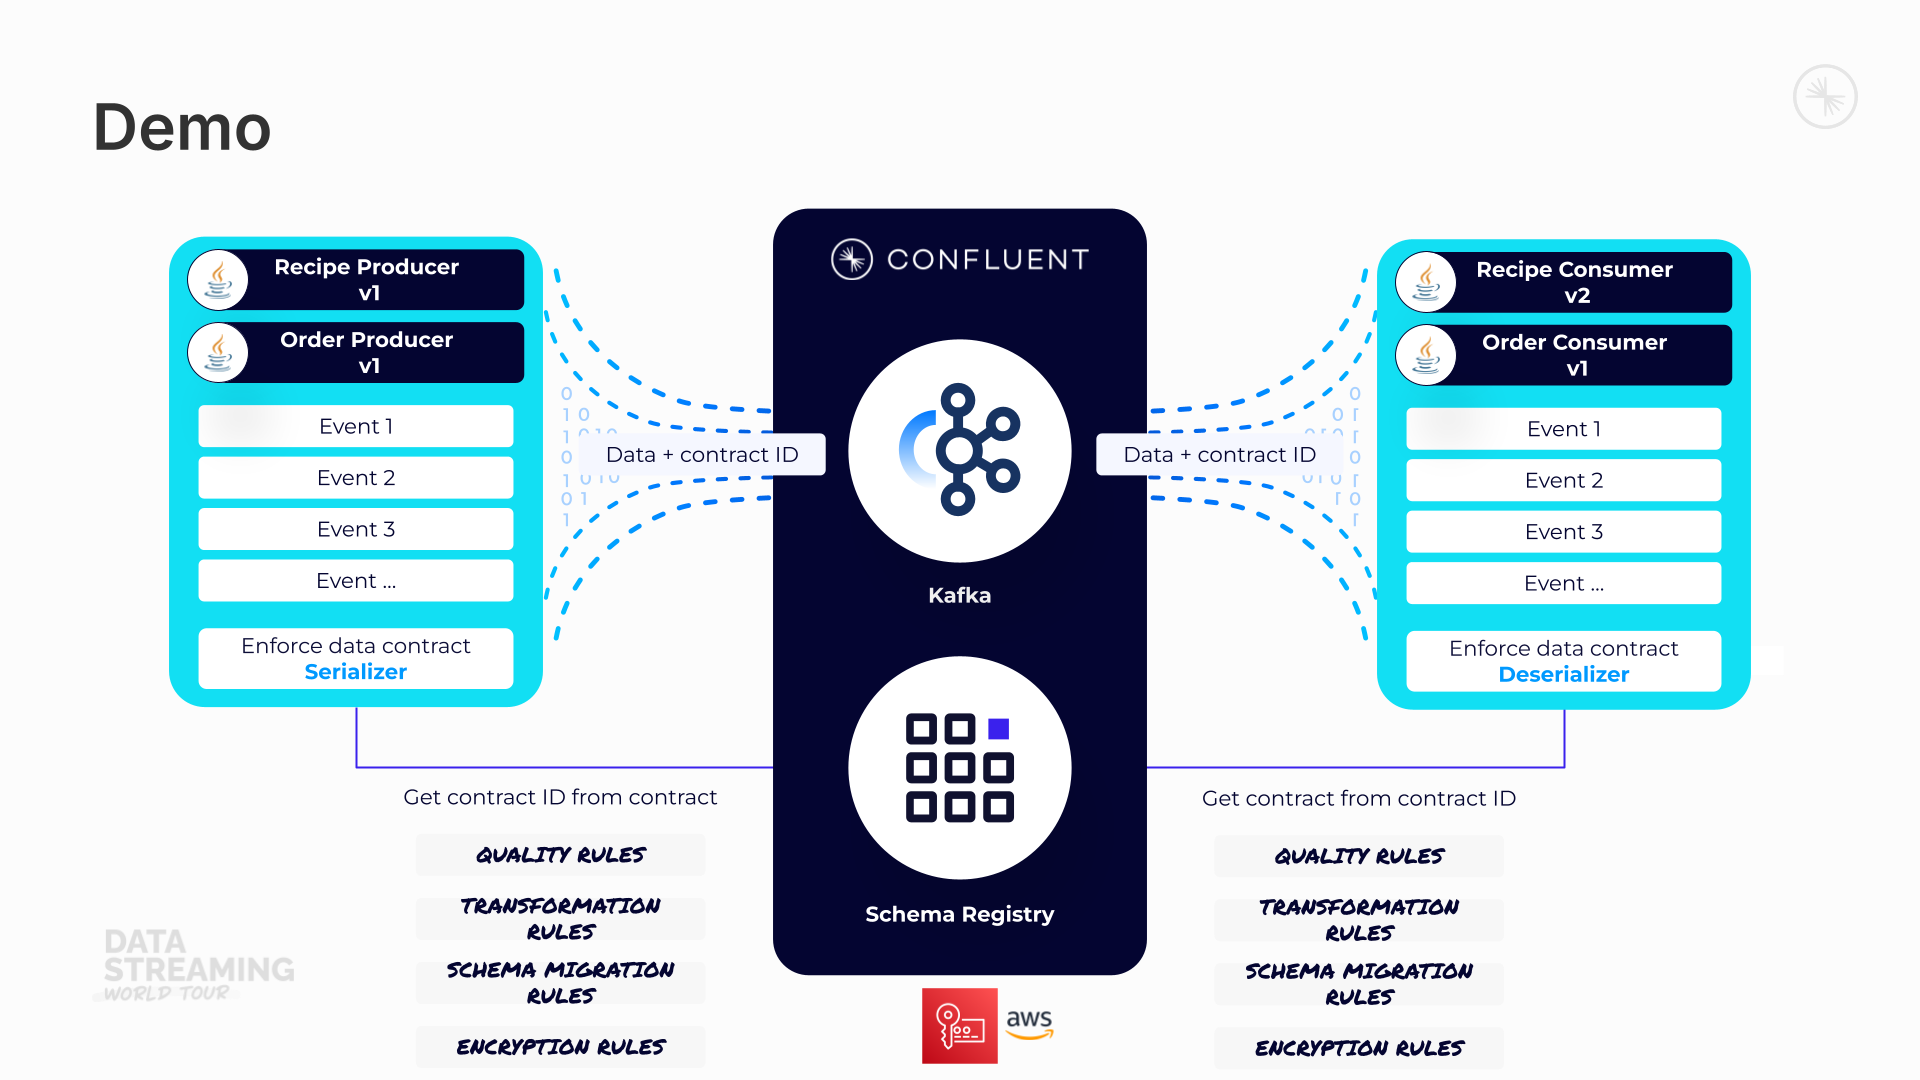 Demo
Recipe Producer
v1
Order Producer
v1
Event 1
Event 2
Event 3
Event ...
Enforce data contract
Serializer
Data + contract ID
CONFLUENT
Kafka
Schema Registry
Data + contract ID
Recipe Consumer
v2
Order Consumer
v1
Event 1
Event 2
Event 3
Event ...
Enforce data contract
Deserializer
Get contract ID from contract
QUALITY RULES
TRANSFORMATION
RULES
SCHEMA MIGRATION
RULES
ENCRYPTION RULES
Get contract from contract ID
QUALITY RULES
TRANSFORMATION
RULES
SCHEMA MIGRATION
RULES
ENCRYPTION RULES
aws
DATA
STREAMING
WORLD TOUR